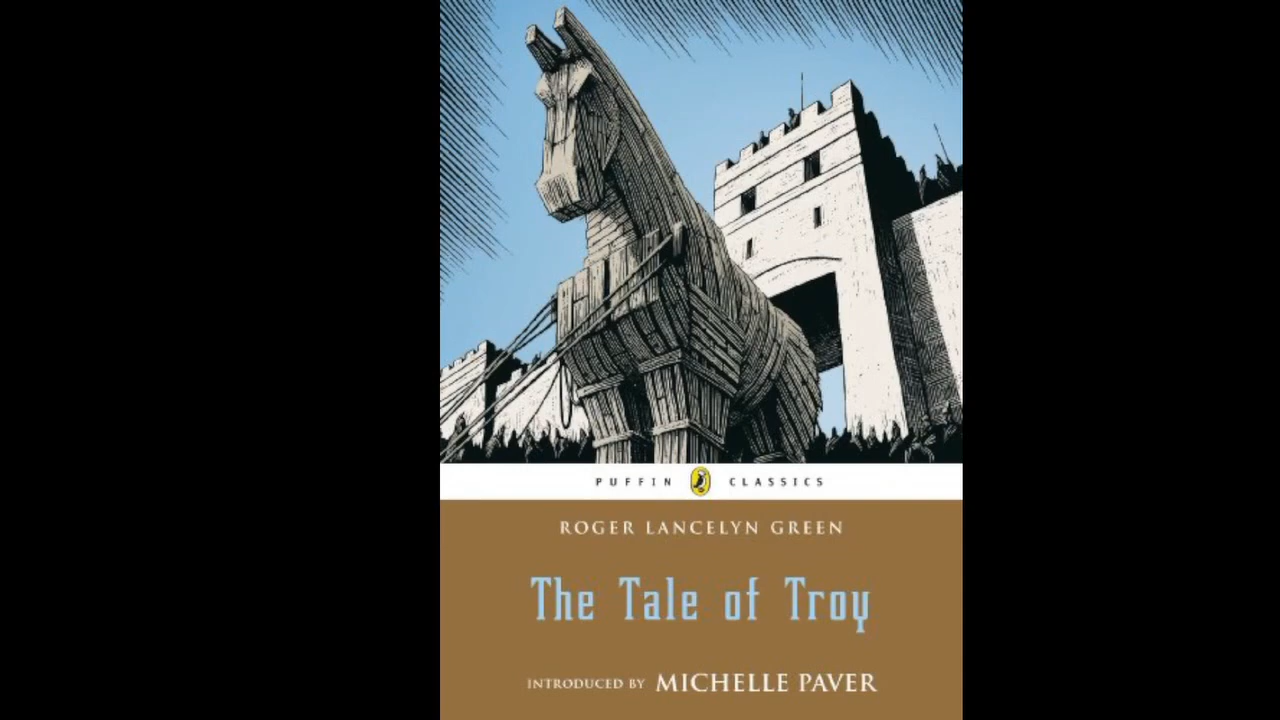 PUFFIN CLASSICS
ROGER LANCELYN GREEN
The Tale of Troy
INTRODUCED BY MICHELLE PAVER